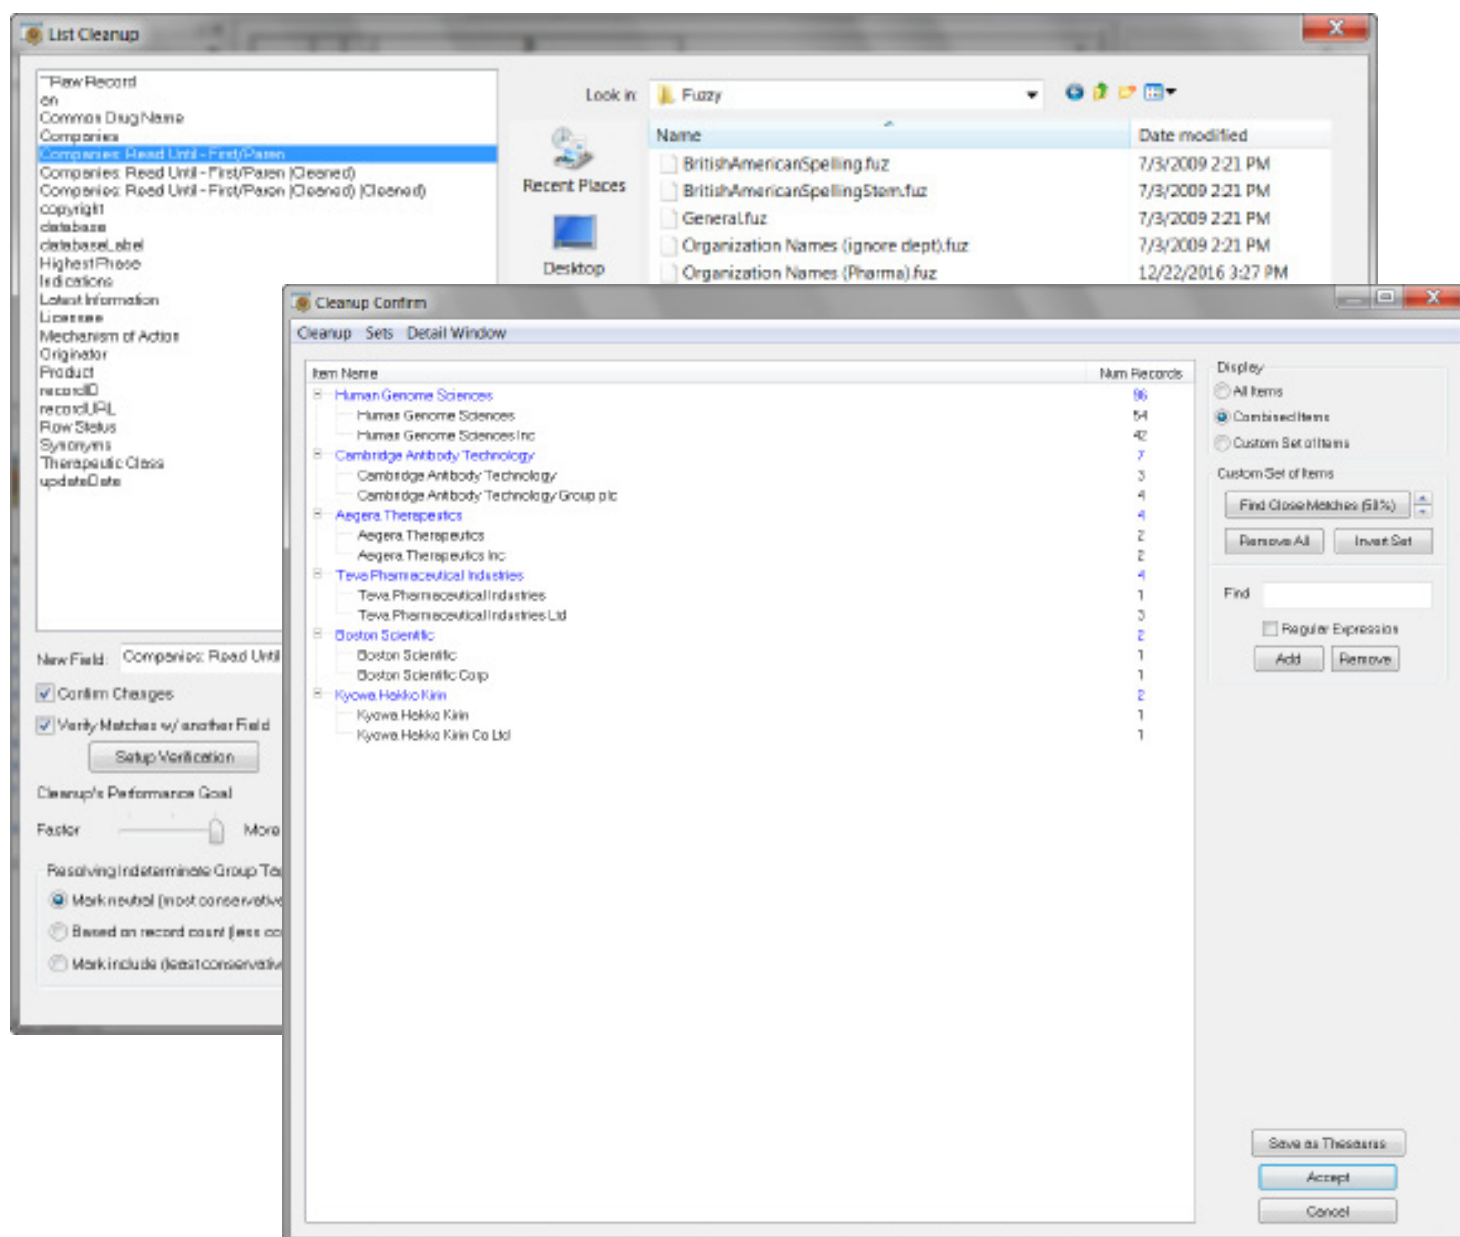 List Cleanup
Raw Record
cn
Common Drug Name
Companies
Companies: Read Until - First/Paren
Companies: Read Until - First/Paren (Cleaned)
Companies: Read Until - First/Paren (Cleaned) (Cleaned)
copyright
database
databaseLabel
HighestPhase
Indications
Latest Information
Licensee
Mechanism of Action
Originator
Product
recordID
recordURL
Row Status
Synonyms
Therapeutic Class
updateDate
New Field: Companies: Read Until
Confirm Changes
Verify Matches w/ another Field
Setup Verification
Cleanup's Performance Goal
Faster More
Resolving Indeterminate Group
Mark neutral (most conservative
Based on record count (less co
Mark include (least conservativ
Look in: Fuzzy
Recent Places
Desktop
Name Date modified
BritishAmericanSpelling.fuz 7/3/2009 2:21 PM
BritishAmericanSpellingStem.fuz 7/3/2009 2:21 PM
General.fuz 7/3/2009 2:21 PM
Organization Names (ignore dept).fuz 7/3/2009 2:21 PM
Organization Names (Pharma).fuz 12/22/2016 3:27 PM
Cleanup Confirm
Cleanup Sets Detail Window
Item Name Num Records
Human Genome Sciences 96
Human Genome Sciences 54
Human Genome Sciences Inc 42
Cambridge Antibody Technology 7
Cambridge Antibody Technology 3
Cambridge Antibody Technology Group plc 4
Aegera Therapeutics 4
Aegera Therapeutics 2
Aegera Therapeutics Inc 2
Teva Pharmaceutical Industries 4
Teva Pharmaceutical Industries 1
Teva Pharmaceutical Industries Ltd 3
Boston Scientific 2
Boston Scientific 1
Boston Scientific Corp 1
Kyowa Hakko Kirin 2
Kyowa Hakko Kirin 1
Kyowa Hakko Kirin Co Ltd 1
Display
All Items
Combined Items
Custom Set of Items
Custom Set of Items
Find Close Matches (50%)
Remove All Invert Set
Find
Regular Expression
Add Remove
Save as Thesaurus
Accept
Cancel